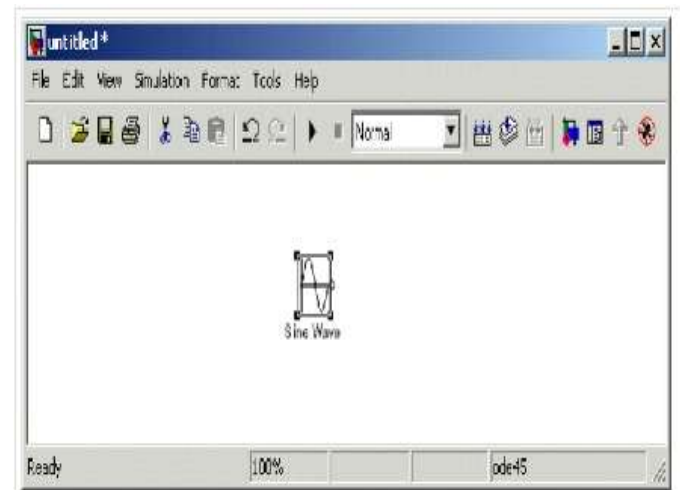 untitled *
File Edit View Simulation Format Tools Help
Normal
Sine Wave
Ready 100% ode45